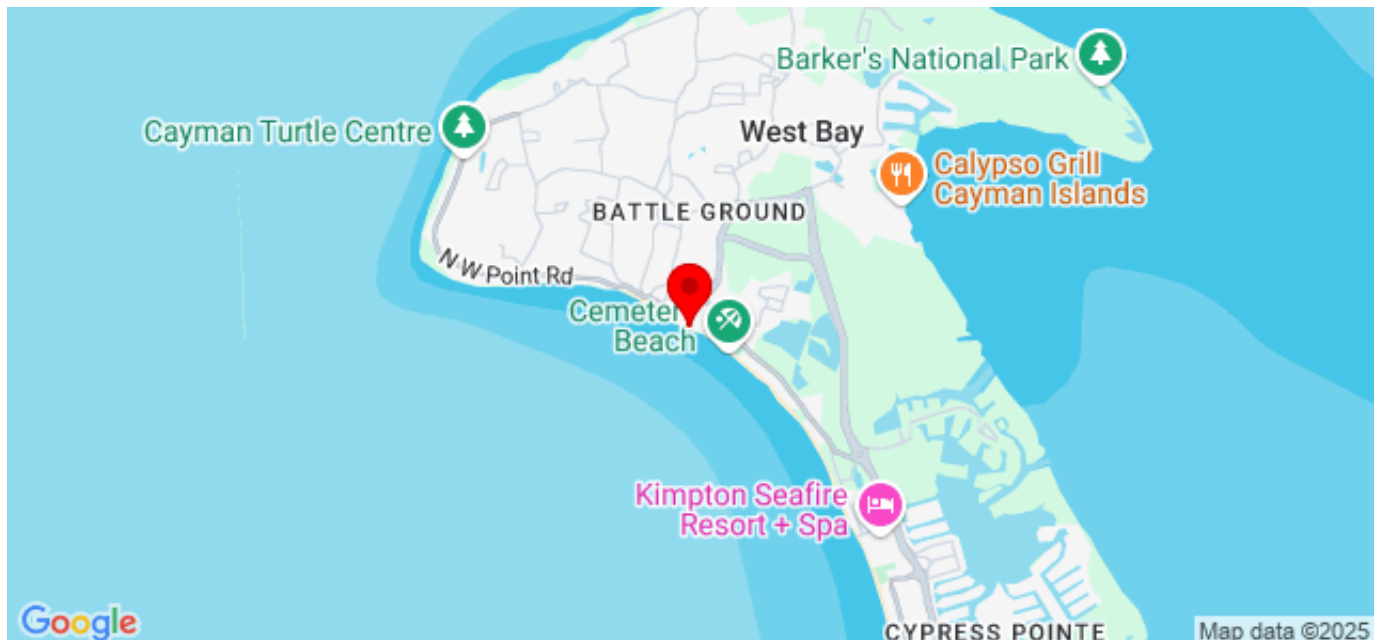 Barker's National Park
Cayman Turtle Centre
West Bay
Calypso Grill
Cayman Islands
BATTLE GROUND
N W Point Rd
Cemetery
Beach
Kimpton Seafire
Resort + Spa
CYPRESS POINTE
Google
Map data ©2025